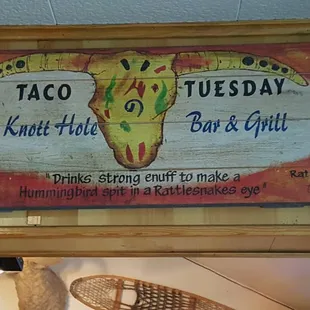 TACO TUESDAY
Knott Hole Bar & Grill
"Drinks strong enuff to make a
Hummingbird spit in a Rattlesnakes eye"